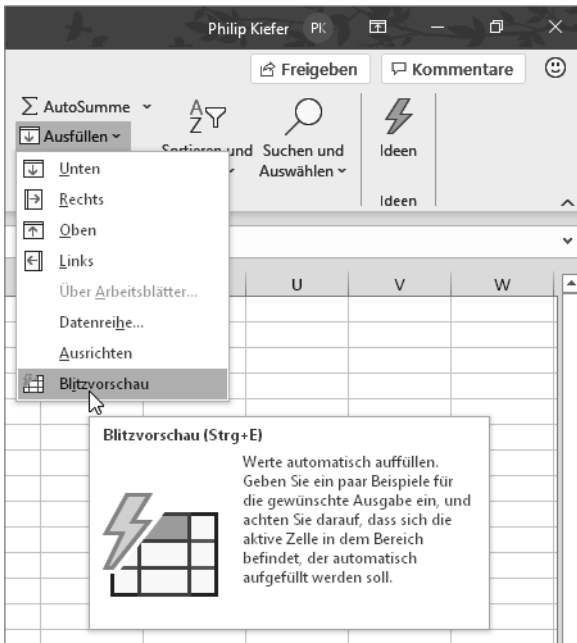 Philip Kiefer PK
Freigeben Kommentare
AutoSumme
Ausfüllen
Sortieren und
Suchen und
Auswählen
Ideen
Ideen
Unten
Rechts
Oben
Links
Über Arbeitsblätter...
Datenreihe...
Ausrichten
Blitzvorschau
U V W
Blitzvorschau (Strg+E)
Werte automatisch auffüllen.
Geben Sie ein paar Beispiele für
die gewünschte Ausgabe ein, und
achten Sie darauf, dass sich die
aktive Zelle in dem Bereich
befindet, der automatisch
aufgefüllt werden soll.